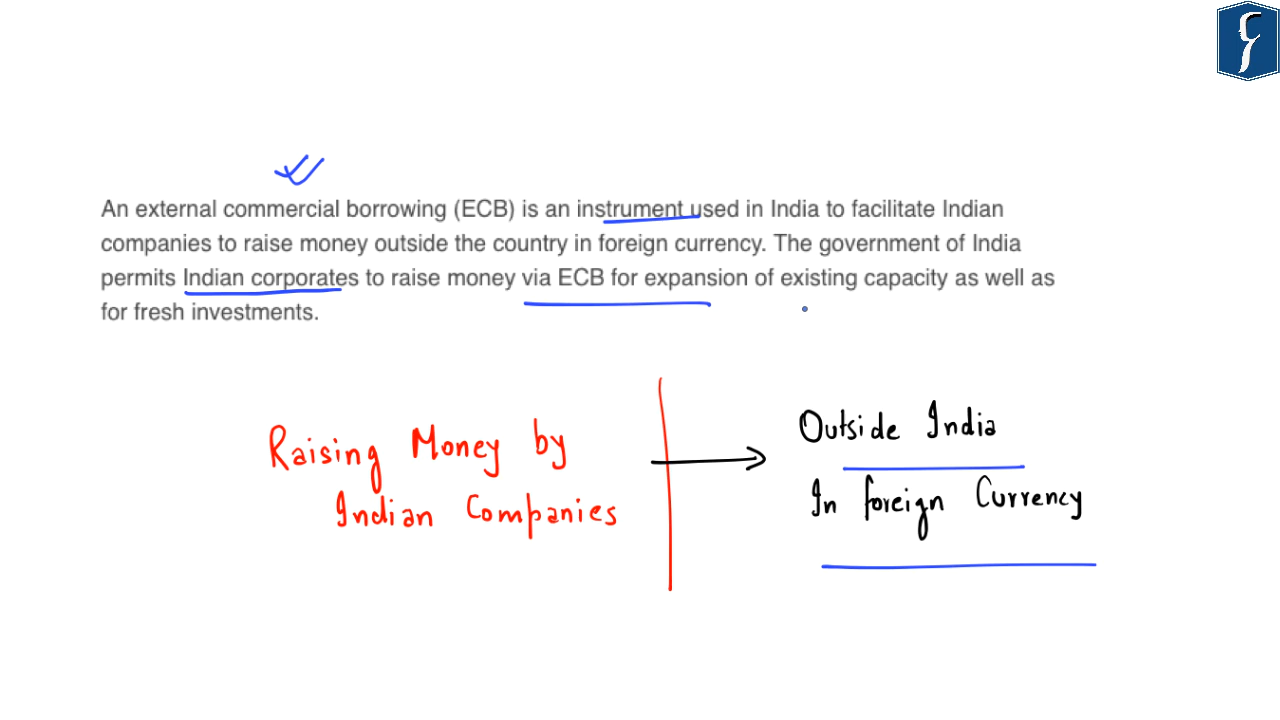 An external commercial borrowing (ECB) is an instrument used in India to facilitate Indian
companies to raise money outside the country in foreign currency. The government of India
permits Indian corporates to raise money via ECB for expansion of existing capacity as well as
for fresh investments.
Raising Money by
Indian Companies
Outside India
In foreign Currency